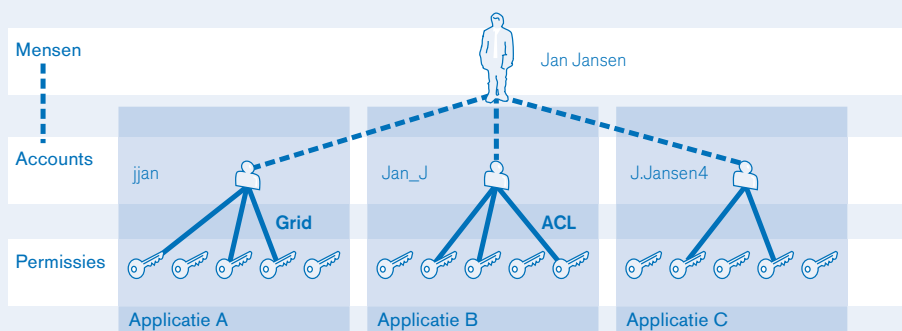 Mensen
Jan Jansen
Accounts
jjan
Jan_J
J.Jansen4
Grid
ACL
Permissies
Applicatie A
Applicatie B
Applicatie C